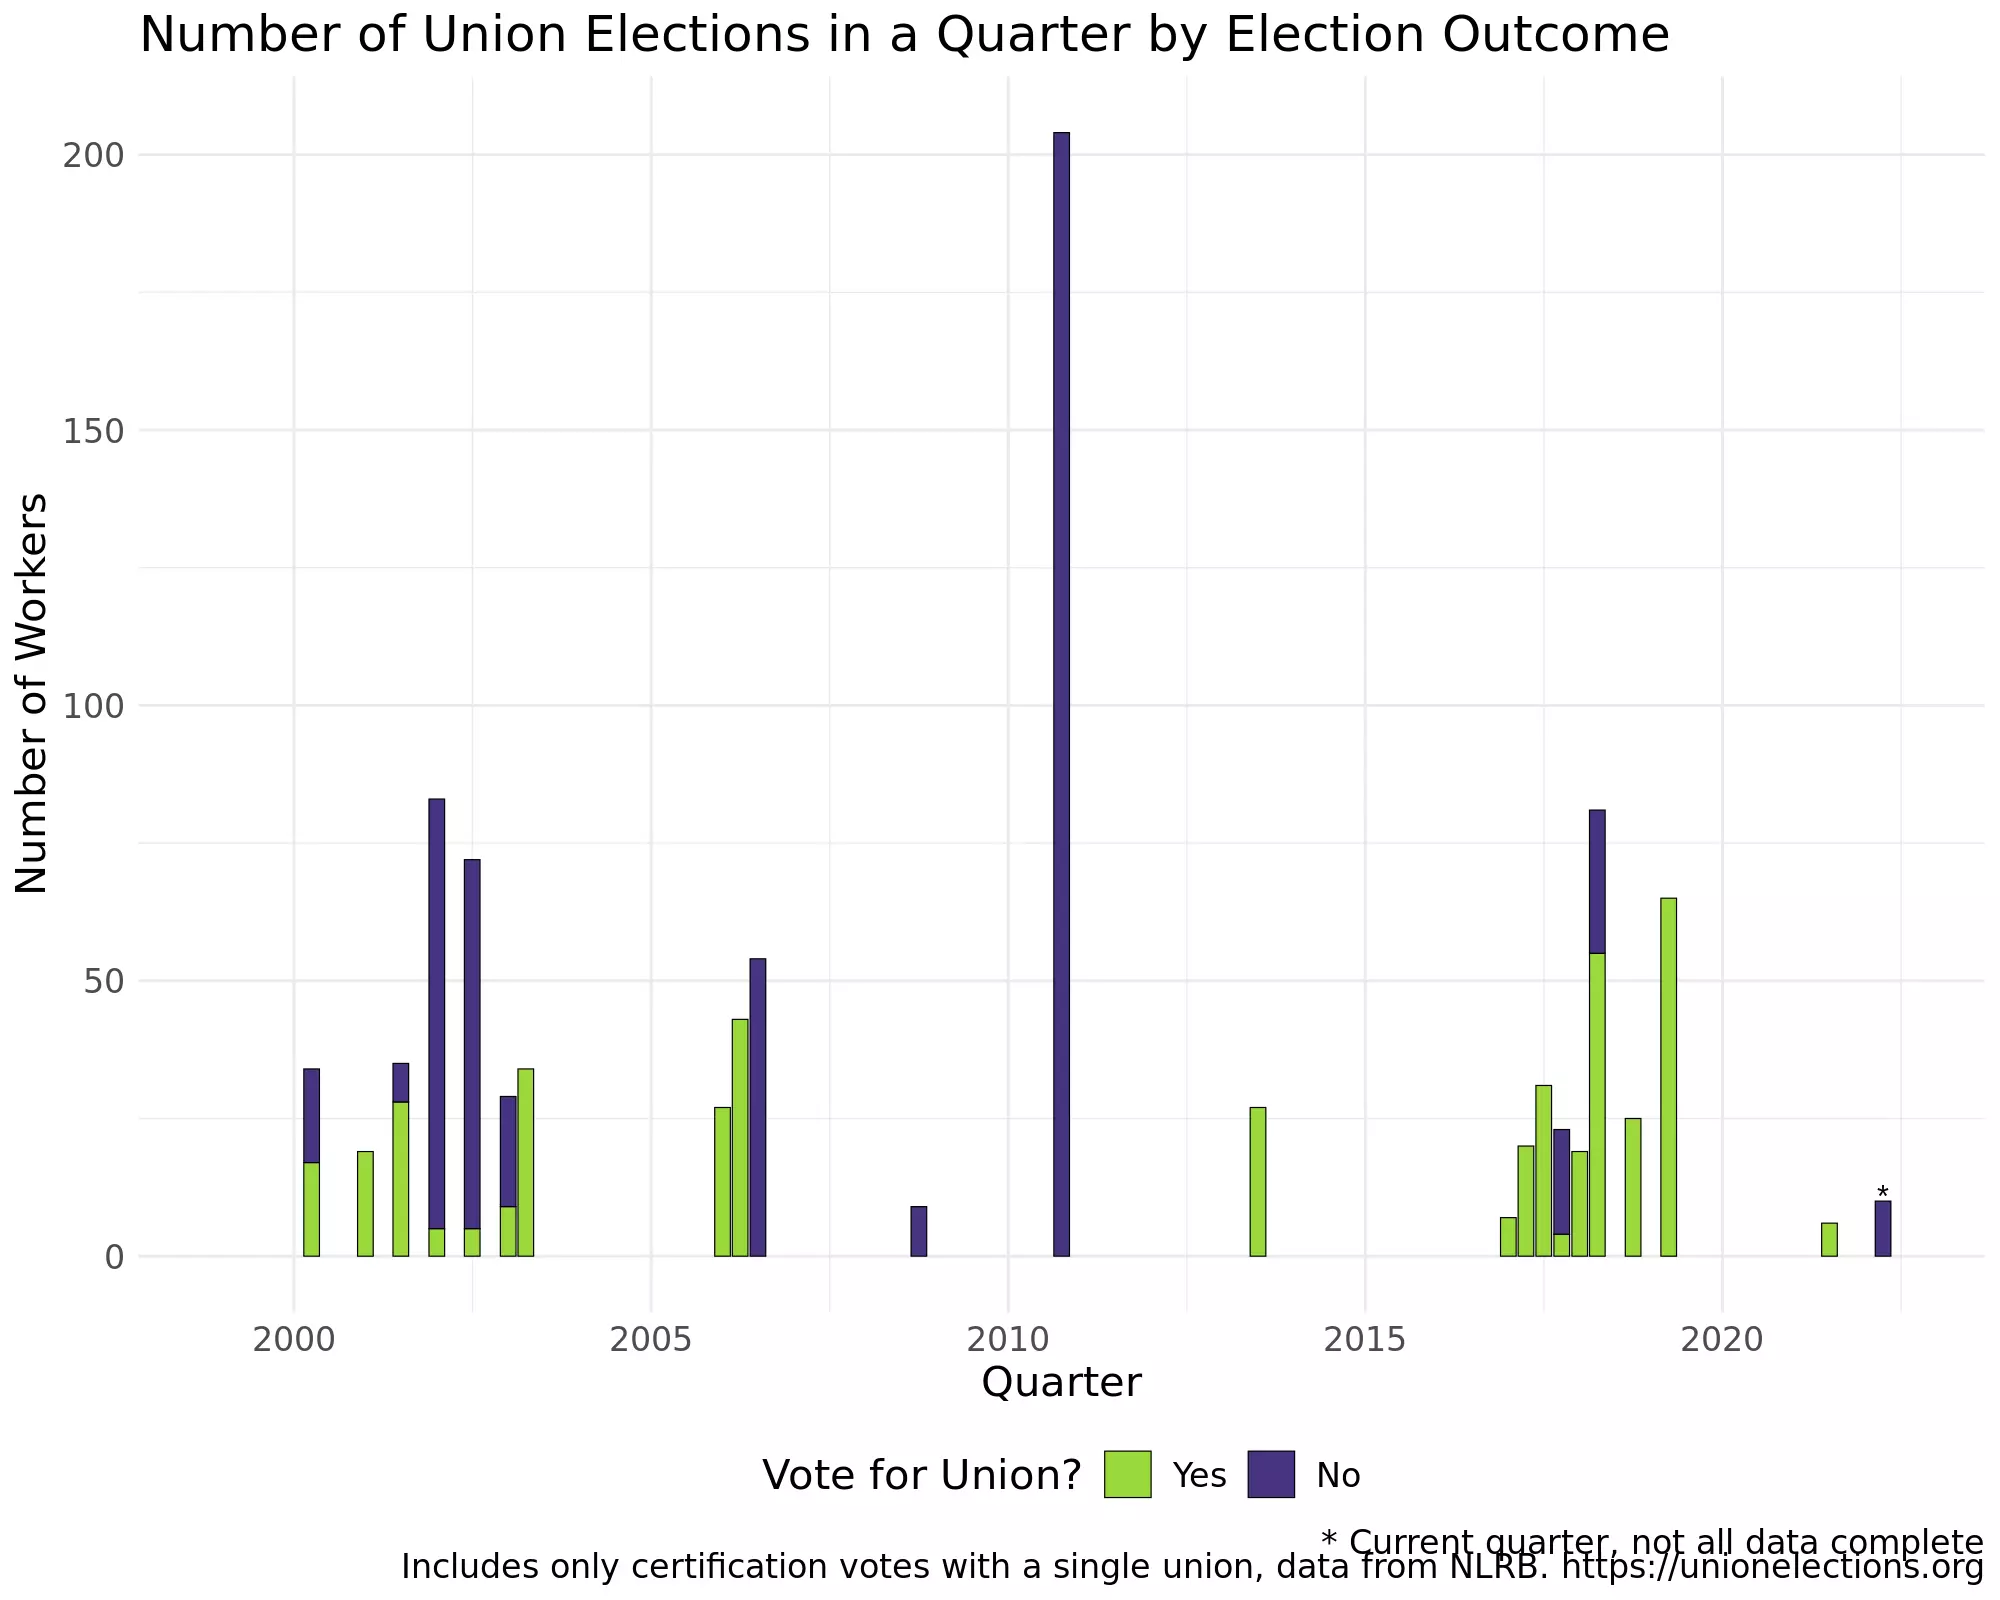 Number of Union Elections in a Quarter by Election Outcome
200
150
100
50
0
Number of Workers
*
2000 2005 2010 2015 2020
Quarter
Vote for Union? Yes No
* Current quarter, not all data complete
Includes only certification votes with a single union, data from NLRB. https://unionelections.org